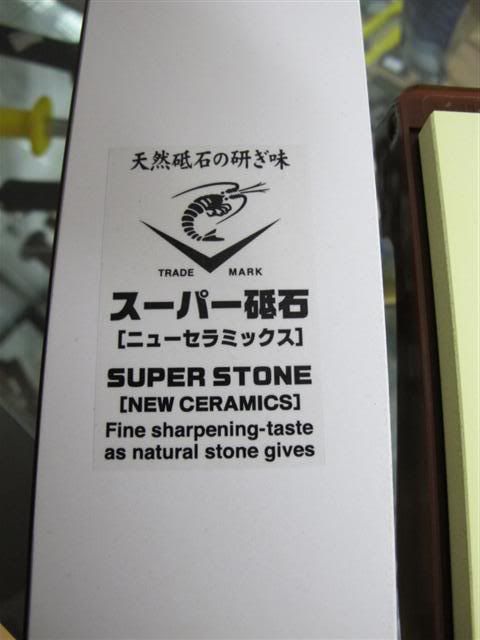 天然砥石の研ぎ味
TRADE MARK
スーパー砥石
[ニューセラミックス]
SUPER STONE
[NEW CERAMICS]
Fine sharpening-taste
as natural stone gives